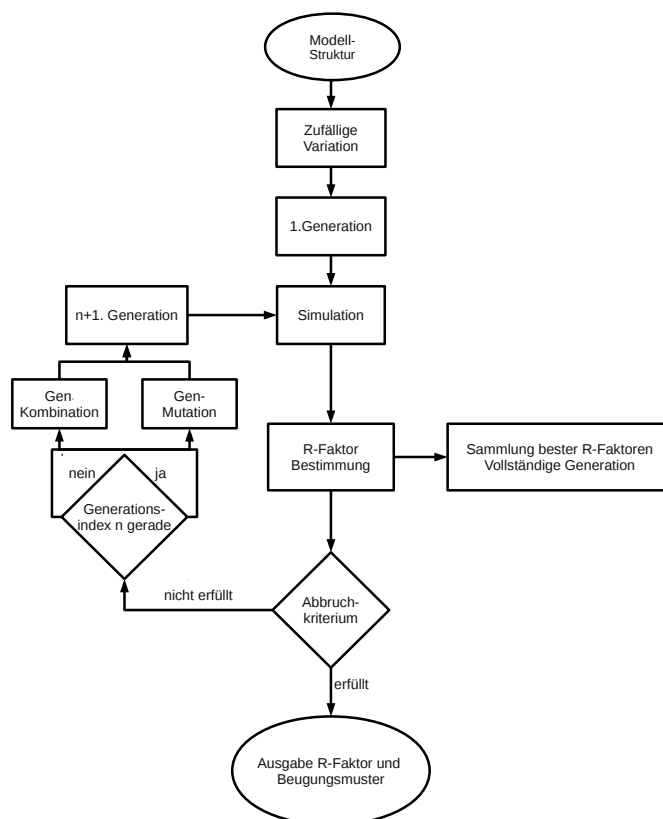 Modell-
Struktur
Zufällige
Variation
1.Generation
n+1. Generation
Simulation
Gen-
Kombination
Gen-
Mutation
R-Faktor
Bestimmung
Sammlung bester R-Faktoren
Vollständige Generation
nein
ja
Generations-
index n gerade
nicht erfüllt
Abbruch-
kriterium
erfüllt
Ausgabe R-Faktor und
Beugungsmuster